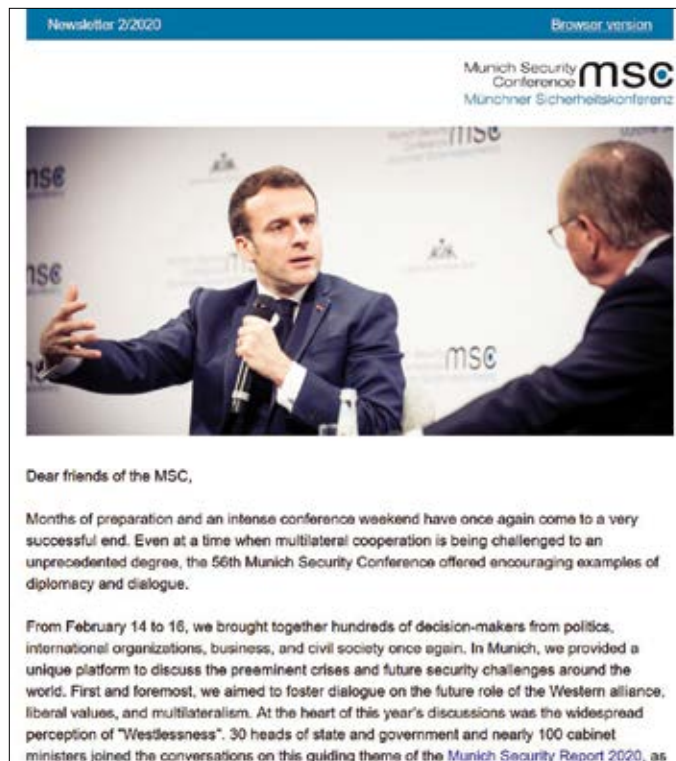 Newsletter 2/2020
Browser version
Munich Security
Conference
msc
Münchner Sicherheitskonferenz
msc
msc
msc
msc
Dear friends of the MSC,
Months of preparation and an intense conference weekend have once again come to a very
successful end. Even at a time when multilateral cooperation is being challenged to an
unprecedented degree, the 56th Munich Security Conference offered encouraging examples of
diplomacy and dialogue.
From February 14 to 16, we brought together hundreds of decision-makers from politics,
international organizations, business, and civil society once again. In Munich, we provided a
unique platform to discuss the preeminent crises and future security challenges around the
world. First and foremost, we aimed to foster dialogue on the future role of the Western alliance,
liberal values, and multilateralism. At the heart of this year's discussions was the widespread
perception of "Westlessness". 30 heads of state and government and nearly 100 cabinet
ministers joined the conversations on this guiding theme of the Munich Security Report 2020, as